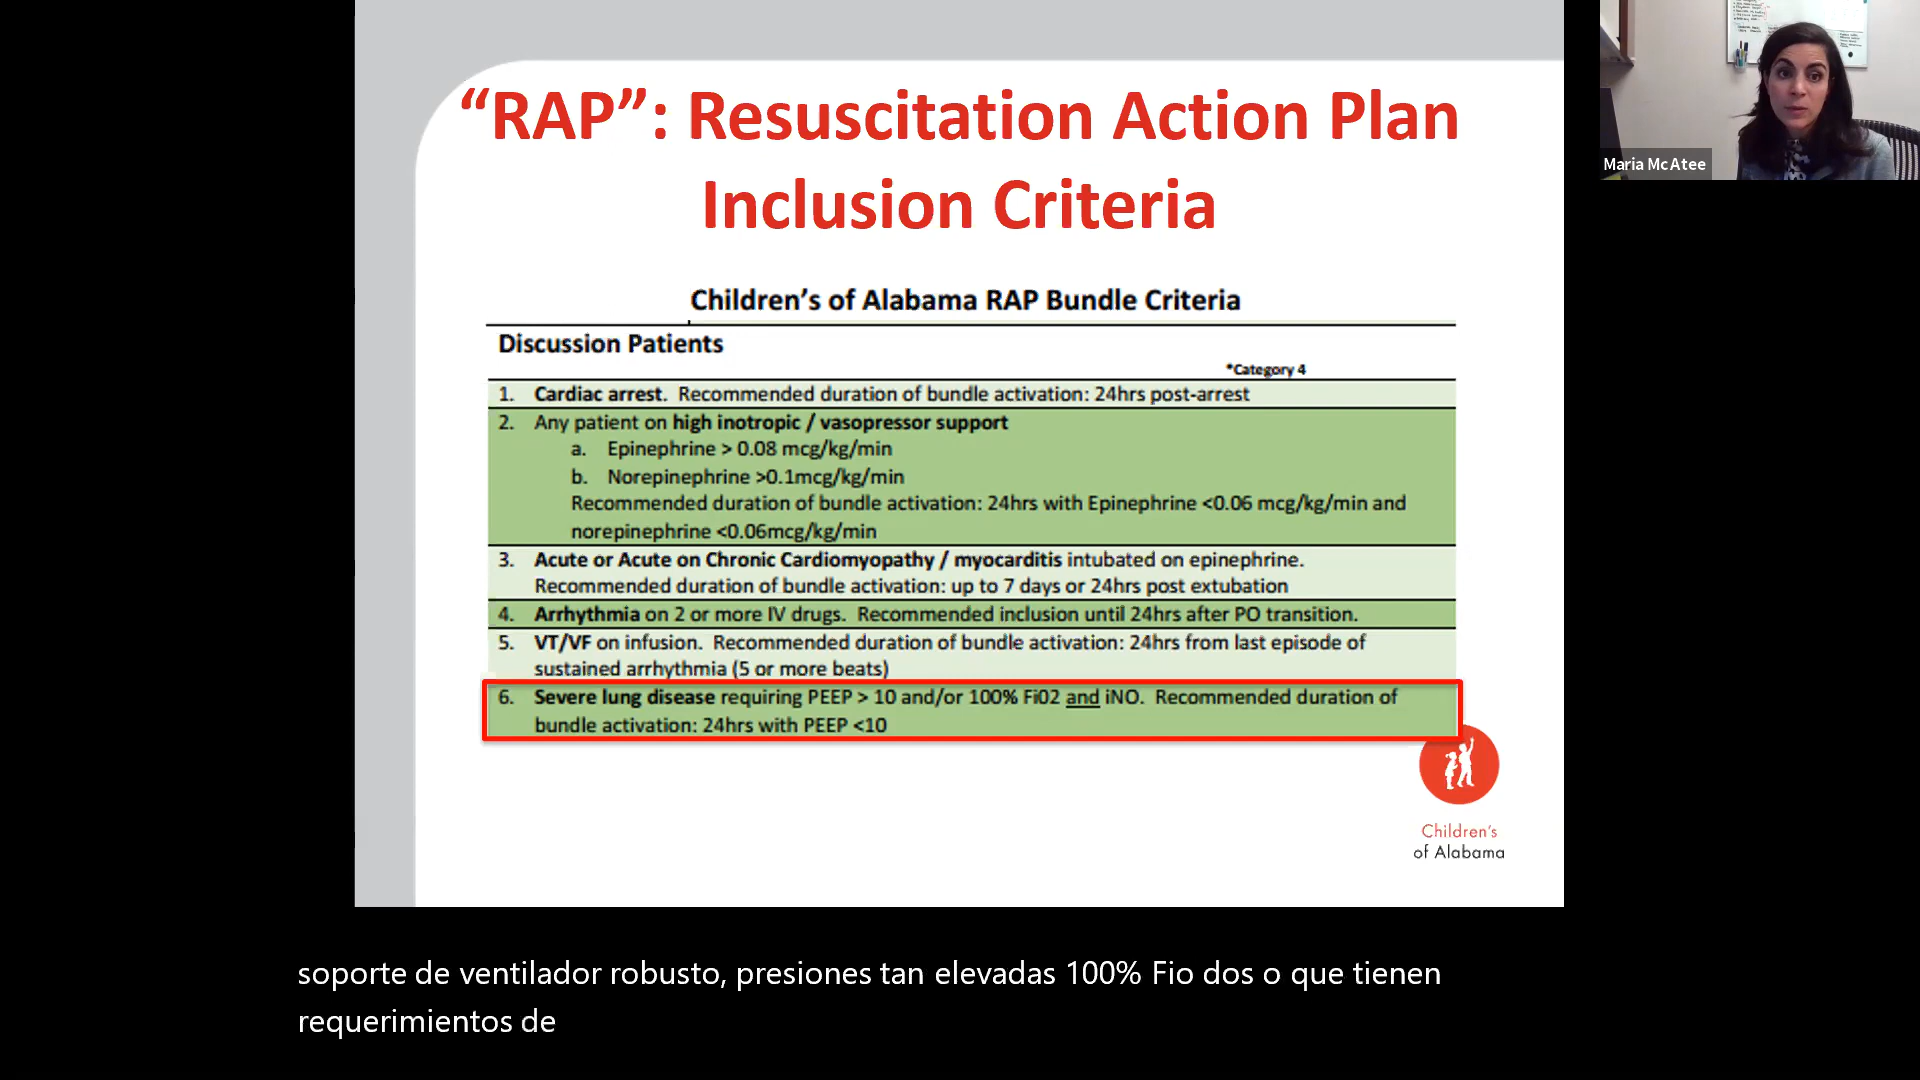 “RAP”: Resuscitation Action Plan
Inclusion Criteria
Maria McAtee
Children’s of Alabama RAP Bundle Criteria
Discussion Patients
*Category 4
1. Cardiac arrest. Recommended duration of bundle activation: 24hrs post-arrest
2. Any patient on high inotropic / vasopressor support
a. Epinephrine > 0.08 mcg/kg/min
b. Norepinephrine >0.1mcg/kg/min
Recommended duration of bundle activation: 24hrs with Epinephrine <0.06 mcg/kg/min and
norepinephrine <0.06mcg/kg/min
3. Acute or Acute on Chronic Cardiomyopathy / myocarditis intubated on epinephrine.
Recommended duration of bundle activation: up to 7 days or 24hrs post extubation
4. Arrhythmia on 2 or more IV drugs. Recommended inclusion until 24hrs after PO transition.
5. VT/VF on infusion. Recommended duration of bundle activation: 24hrs from last episode of
sustained arrhythmia (5 or more beats)
6. Severe lung disease requiring PEEP > 10 and/or 100% Fi02 and iNO. Recommended duration of
bundle activation: 24hrs with PEEP <10
Children’s
of Alabama
soporte de ventilador robusto, presiones tan elevadas 100% Fio dos o que tienen
requerimientos de